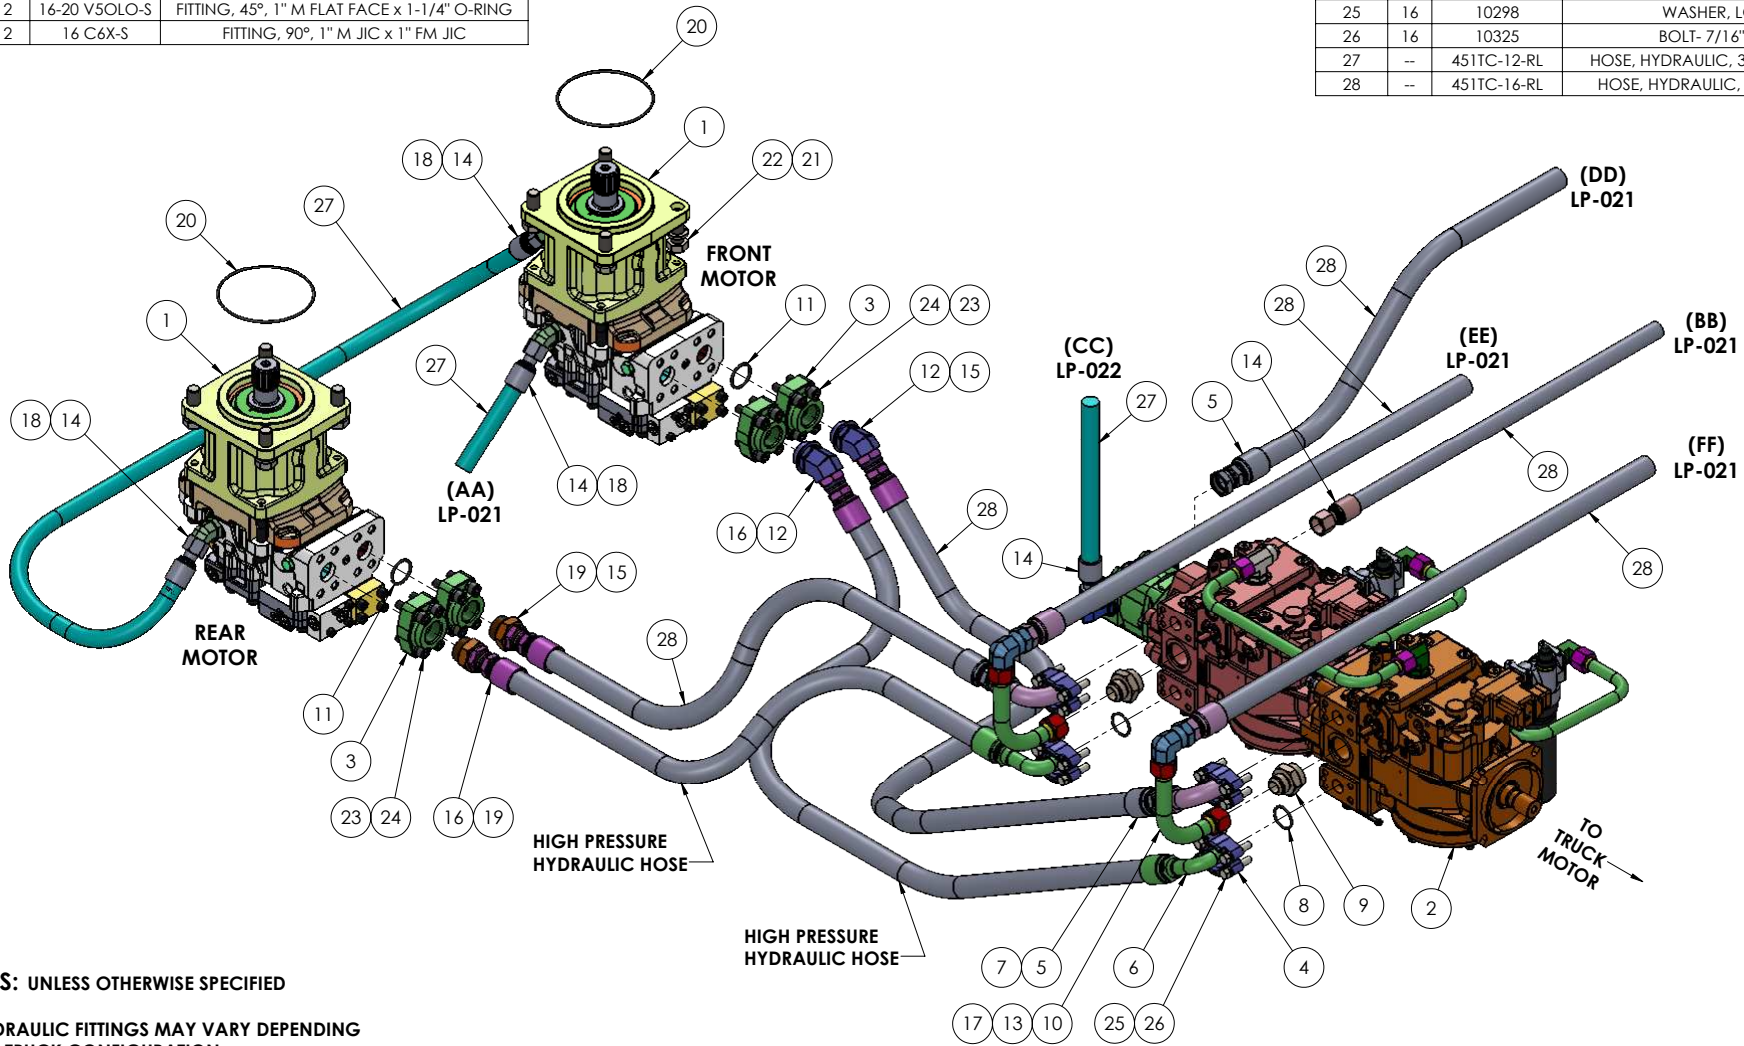 2 16-20 V5OLO-S FITTING, 45°, 1" M FLAT FACE x 1-1/4" O-RING
2 16 C6X-S FITTING, 90°, 1" M JIC x 1" FM JIC
25 16 10298 WASHER,
26 16 10325 BOLT- 7/16"
27 -- 451TC-12-RL HOSE, HYDRAULIC,
28 -- 451TC-16-RL HOSE, HYDRAULIC,
20
1
18 14
22 21
(DD)
LP-021
27
20
FRONT
MOTOR
28
1
11
3
24 23
28
(BB)
LP-021
(EE)
LP-021
(CC)
LP-022
14
27
12 15
5
27
18 14
(FF)
LP-021
28
(AA)
LP-021
14 18
16 12
28
14
28
19 15
REAR
MOTOR
28
11
3
23 24
16 19
HIGH PRESSURE
HYDRAULIC HOSE
TO
TRUCK
MOTOR
8
9
2
HIGH PRESSURE
HYDRAULIC HOSE
7 5
6
4
17 13 10
25 26
S: UNLESS OTHERWISE SPECIFIED
DRAULIC FITTINGS MAY VARY DEPENDING